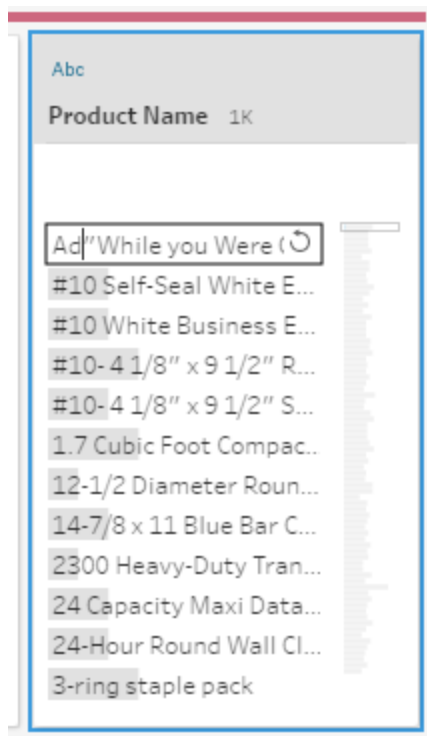 Abc
Product Name 1K
Ad"While you Were (
#10 Self-Seal White E...
#10 White Business E...
#10- 4 1/8" x 9 1/2" R...
#10- 4 1/8" x 9 1/2" S...
1.7 Cubic Foot Compac..
12-1/2 Diameter Roun...
14-7/8 x 11 Blue Bar C...
2300 Heavy-Duty Tran...
24 Capacity Maxi Data...
24-Hour Round Wall Cl...
3-ring staple pack